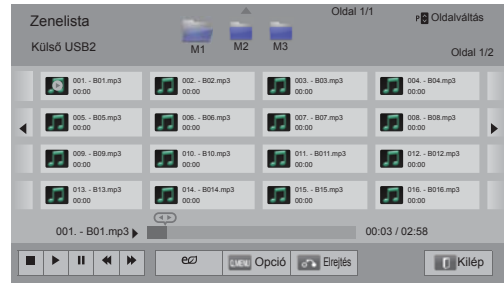 Zenelista
Oldal 1/1
P Oldalváltás
Külső USB2
M1
M2
M3
Oldal 1/2
001. - B01.mp3
00:00
002. - B02.mp3
00:00
003. - B03.mp3
00:00
004. - B04.mp3
00:00
005. - B05.mp3
00:00
006. - B06.mp3
00:00
007. - B07.mp3
00:00
008. - B08.mp3
00:00
009. - B09.mp3
00:00
010. - B10.mp3
00:00
011. - B011.mp3
00:00
012. - B012.mp3
00:00
013. - B13.mp3
00:00
014. - B014.mp3
00:00
015. - B15.mp3
00:00
016. - B016.mp3
00:00
001. - B01.mp3
00:03 / 02:58
Q.MENU Opció
Elrejtés
Kilép